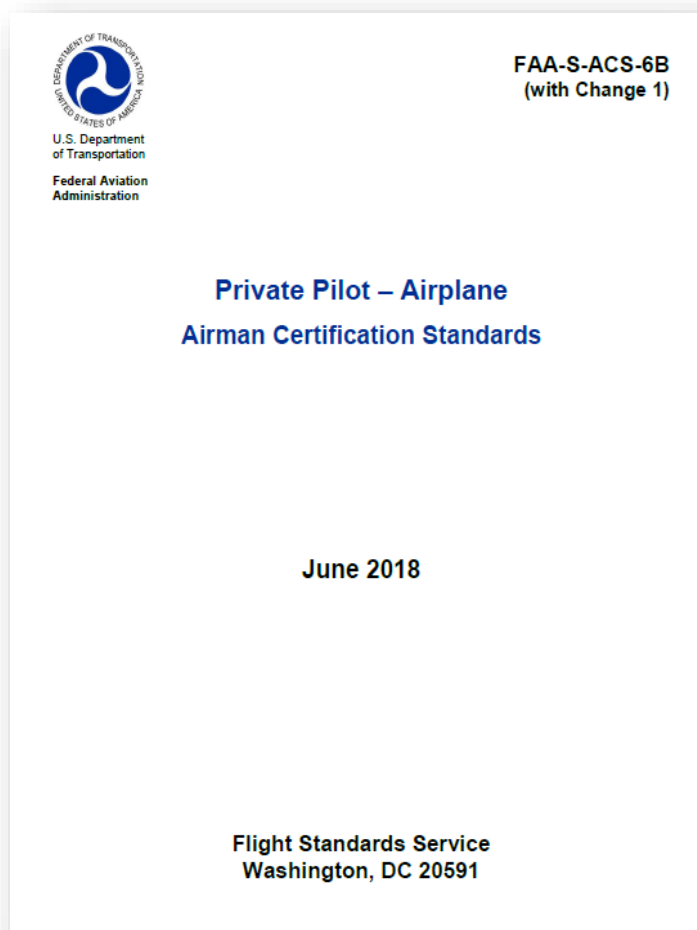 DEPARTMENT OF TRANSPORTATION
UNITED STATES OF AMERICA
U.S. Department
of Transportation
Federal Aviation
Administration
FAA-S-ACS-6B
(with Change 1)
Private Pilot – Airplane
Airman Certification Standards
June 2018
Flight Standards Service
Washington, DC 20591